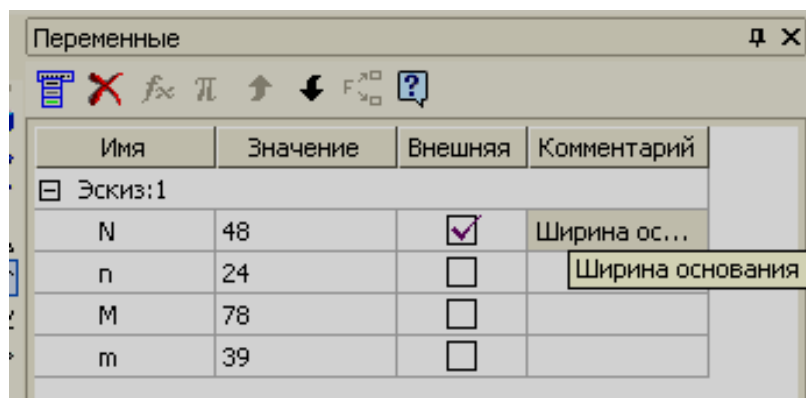 Переменные
Имя Значение Внешняя Комментарий
Эскиз:1
N 48 Ширина ос...
Ширина основания
n 24
M 78
m 39